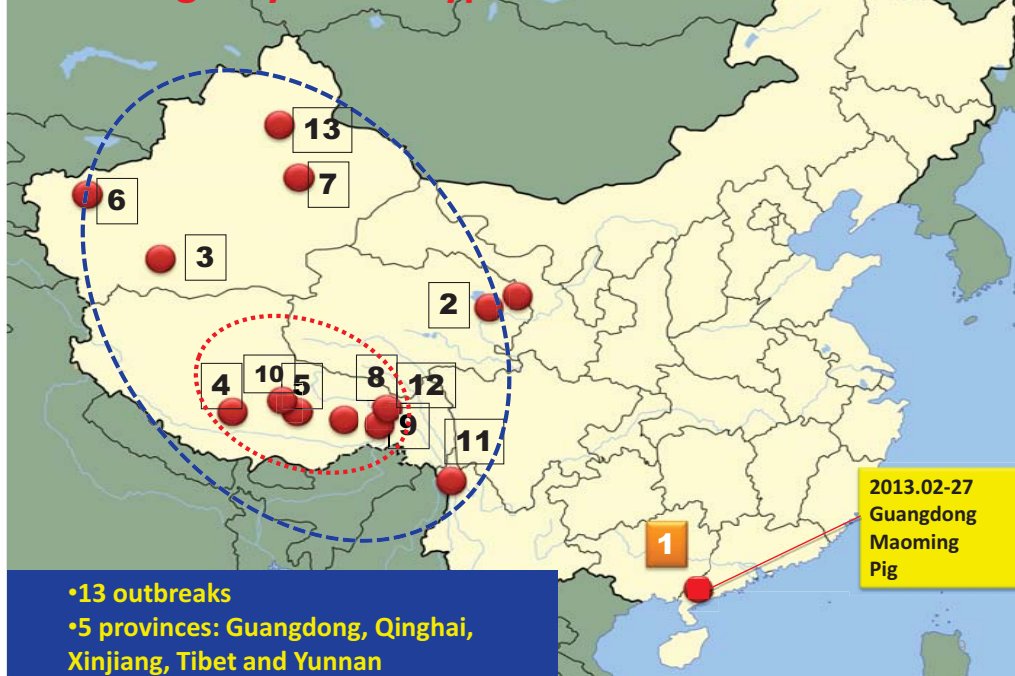 13
7
6
3
2
10
8
4
5
12
9
11
1
2013.02-27
Guangdong
Maoming
Pig
•13 outbreaks
•5 provinces: Guangdong, Qinghai,
Xinjiang, Tibet and Yunnan